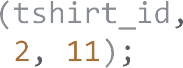 (tshirt_id,
2, 11);